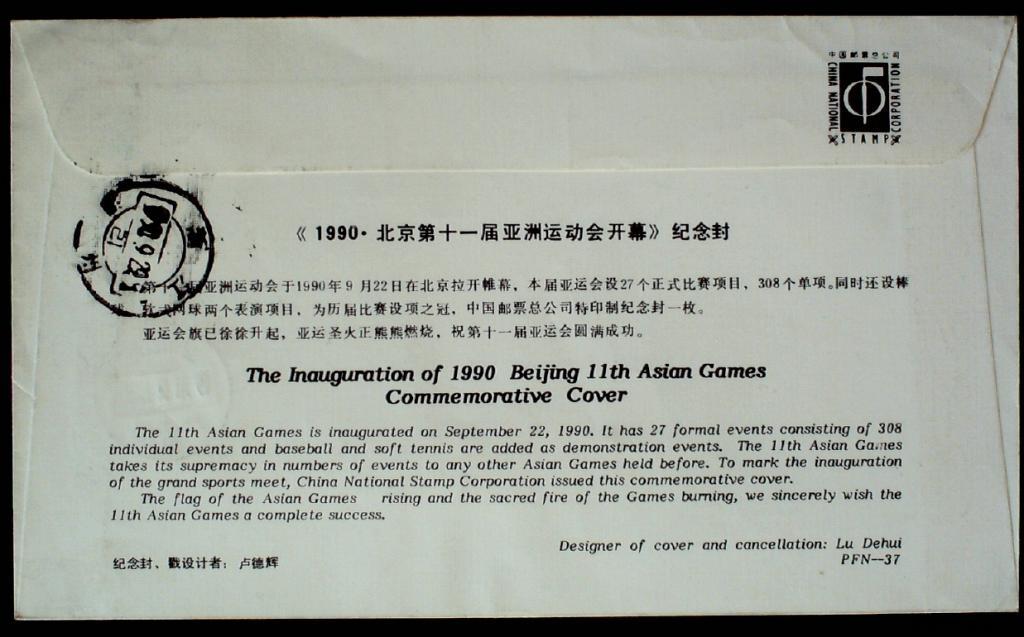 中国邮票总公司
CHINA NATIONAL
STAMP
CORPORATION
90.9.2
《1990·北京第十一届亚洲运动会开幕》纪念封
第十一届亚洲运动会于1990年9月22日在北京拉开帷幕，本届亚运会设27个正式比赛项目，308个单项。同时还设棒
球、软式网球两个表演项目，为历届比赛设项之冠，中国邮票总公司特印制纪念封一枚。
亚运会旗已徐徐升起，亚运圣火正熊熊燃烧，祝第十一届亚运会圆满成功。
The Inauguration of 1990 Beijing 11th Asian Games
Commemorative Cover
The 11th Asian Games is inaugurated on September 22, 1990. It has 27 formal events consisting of 308
individual events and baseball and soft tennis are added as demonstration events. The 11th Asian Games
takes its supremacy in numbers of events to any other Asian Games held before. To mark the inauguration
of the grand sports meet, China National Stamp Corporation issued this commemorative cover.
The flag of the Asian Games rising and the sacred fire of the Games burning, we sincerely wish the
11th Asian Games a complete success.
纪念封、戳设计者：卢德辉
Designer of cover and cancellation: Lu Dehui
PFN--37